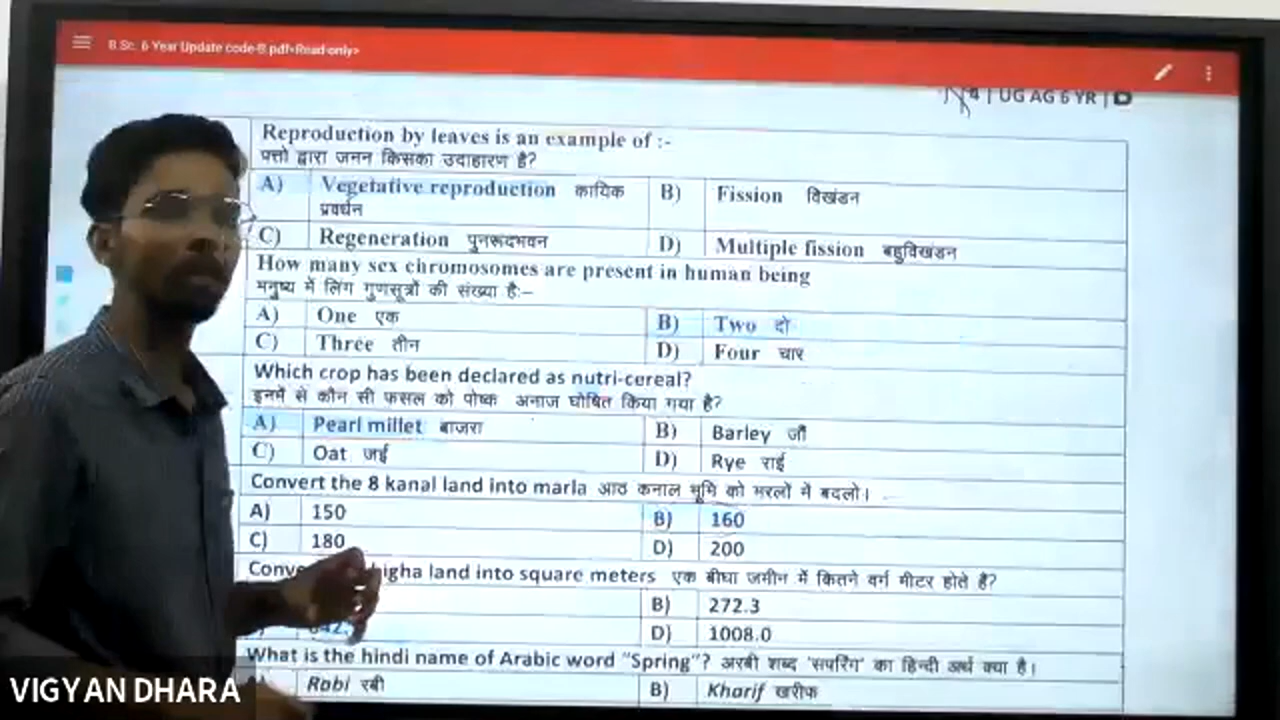 B.Sc. 6 Year Update code-B.pdf<Read-only>
4 | UG AG 6 YR | D
Reproduction by leaves is an example of :-
पत्तो द्वारा जनन किसका उदाहारण है?
A) Vegetative reproduction कायिक प्रवर्धन
B) Fission विखंडन
C) Regeneration पुनरूदभवन
D) Multiple fission बहुविखंडन
How many sex chromosomes are present in human being
मनुष्य में लिंग गुणसूत्रों की संख्या है:–
A) One एक
B) Two दो
C) Three तीन
D) Four चार
Which crop has been declared as nutri-cereal?
इनमें से कौन सी फसल को पोष्क अनाज घोषित किया गया है?
A) Pearl millet बाजरा
B) Barley जौं
C) Oat जई
D) Rye राई
Convert the 8 kanal land into marla आठ कनाल भूमि को मरलों में बदलो।
A) 150
B) 160
C) 180
D) 200
igha land into square meters एक बीघा जमीन में कितने वर्ग मीटर होते है?
B) 272.3
D) 1008.0
What is the hindi name of Arabic word "Spring"? अरबी शब्द 'सपरिंग' का हिन्दी अर्थ क्या है।
Rabi रबी
B) Kharif खरीफ
VIGYAN DHARA